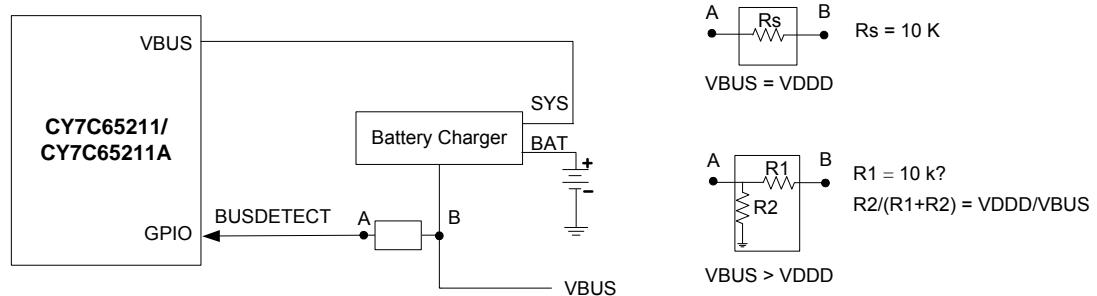 VBUS
CY7C65211/
CY7C65211A
GPIO
BUSDETECT
A
B
SYS
Battery Charger
BAT
+
-
VBUS
A
B
Rs
Rs = 10 K
VBUS = VDDD
A
B
R1
R2
R1 = 10 k?
R2/(R1+R2) = VDDD/VBUS
VBUS > VDDD